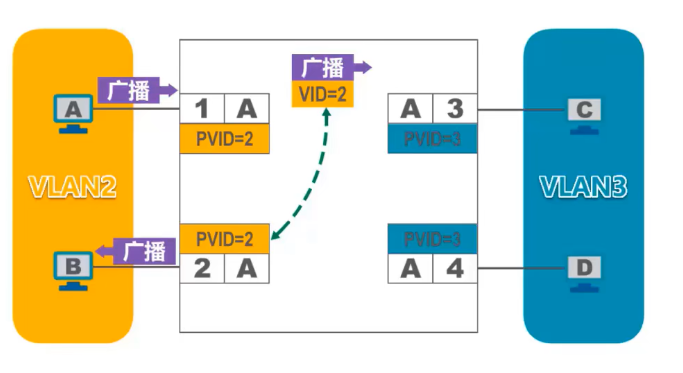 广播
VID=2
广播
A
1 A
A 3
C
PVID=2
PVID=3
VLAN2
VLAN3
PVID=2
PVID=3
广播
B
2 A
A 4
D